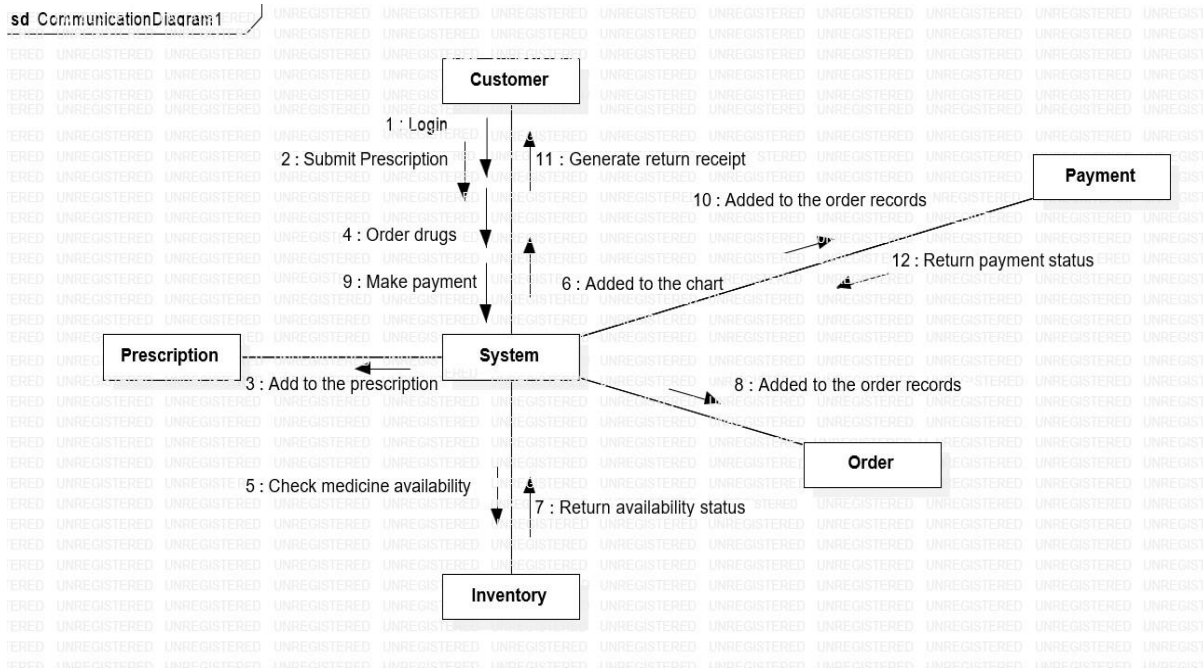 sd CommunicationDiagram1
Customer
1 : Login
2 : Submit Prescription
11 : Generate return receipt
Payment
10 : Added to the order records
4 : Order drugs
12 : Return payment status
9 : Make payment
6 : Added to the chart
Prescription
System
3 : Add to the prescription
8 : Added to the order records
Order
5 : Check medicine availability
7 : Return availability status
Inventory
UNREGISTERED